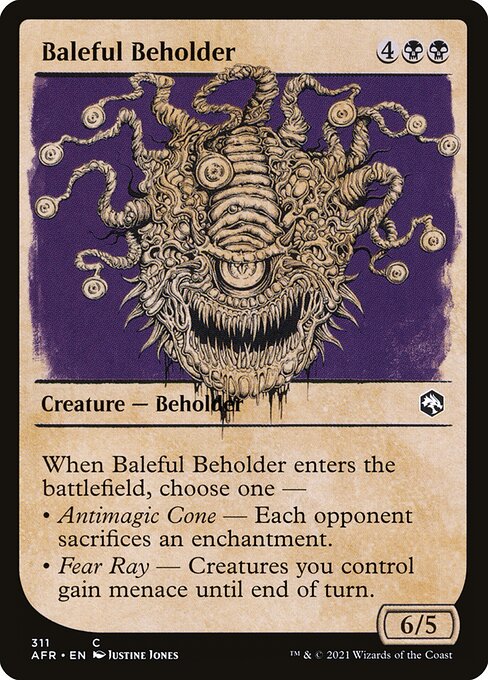 Baleful Beholder 4
Creature — Beholder
When Baleful Beholder enters the
battlefield, choose one —
• Antimagic Cone — Each opponent
sacrifices an enchantment.
• Fear Ray — Creatures you control
gain menace until end of turn.
6/5
311 C
AFR • EN Justine Jones
™ & © 2021 Wizards of the Coast